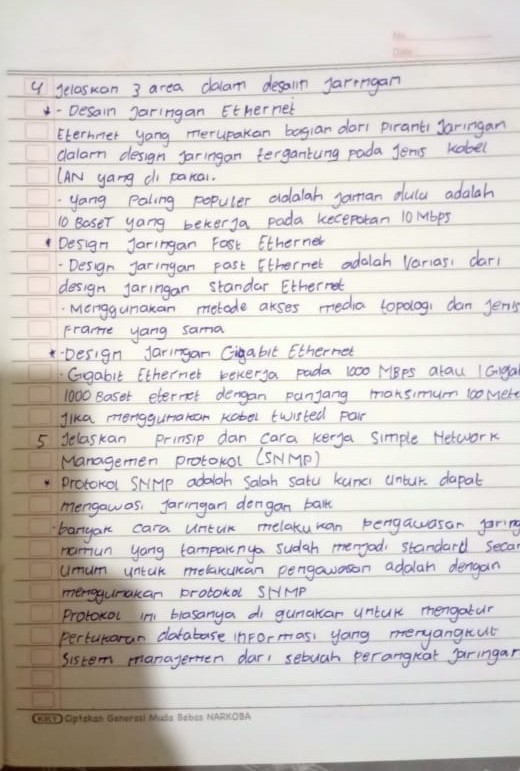 No.
Date
4 Jelaskan 3 area dalam desain Jaringan
* - Desain Jaringan Ethernet
Eterhnet yang merupakan bagian dari Piranti Jaringan
dalam design Jaringan tergantung pada Jenis kabel
LAN yang di pakai.
- yang Paling Populer adalah Jaman dulu adalah
10 BaseT yang bekerja pada kecepatan 10 Mbps
* Design Jaringan Fast Ethernet
- Design Jaringan Fast Ethernet adalah Variasi dari
design Jaringan Standar Ethernet
- Menggunakan metode akses media topologi dan Jenis
Frame yang sama
* - Design Jaringan Gigabit Ethernet
- Gigabit Ethernet bekerja pada 1000 MBps atau 1 Gigab
1000 Baset eternet dengan panjang maksimum 100 Mete
Jika menggunakan kabel twisted pair
5 Jelaskan Prinsip dan cara kerja Simple Network
Managemen protokol (SNMP)
* Protokol SNMP adalah Salah satu kunci untuk dapat
mengawasi Jaringan dengan baik
- banyak cara untuk melakukan pengawasan jaring
namun yang tampaknya sudah menjadi standard Secar
Umum untuk melakukan pengawasan adalah dengan
menggunakan protokol SNMP
Protokol ini biasanya di gunakan untuk mengatur
Pertukaran database informasi yang menyangkut
Sistem manajemen dari sebuah perangkat Jaringan
KKY Ciptakan Generasi Muda Bebas NARKOBA